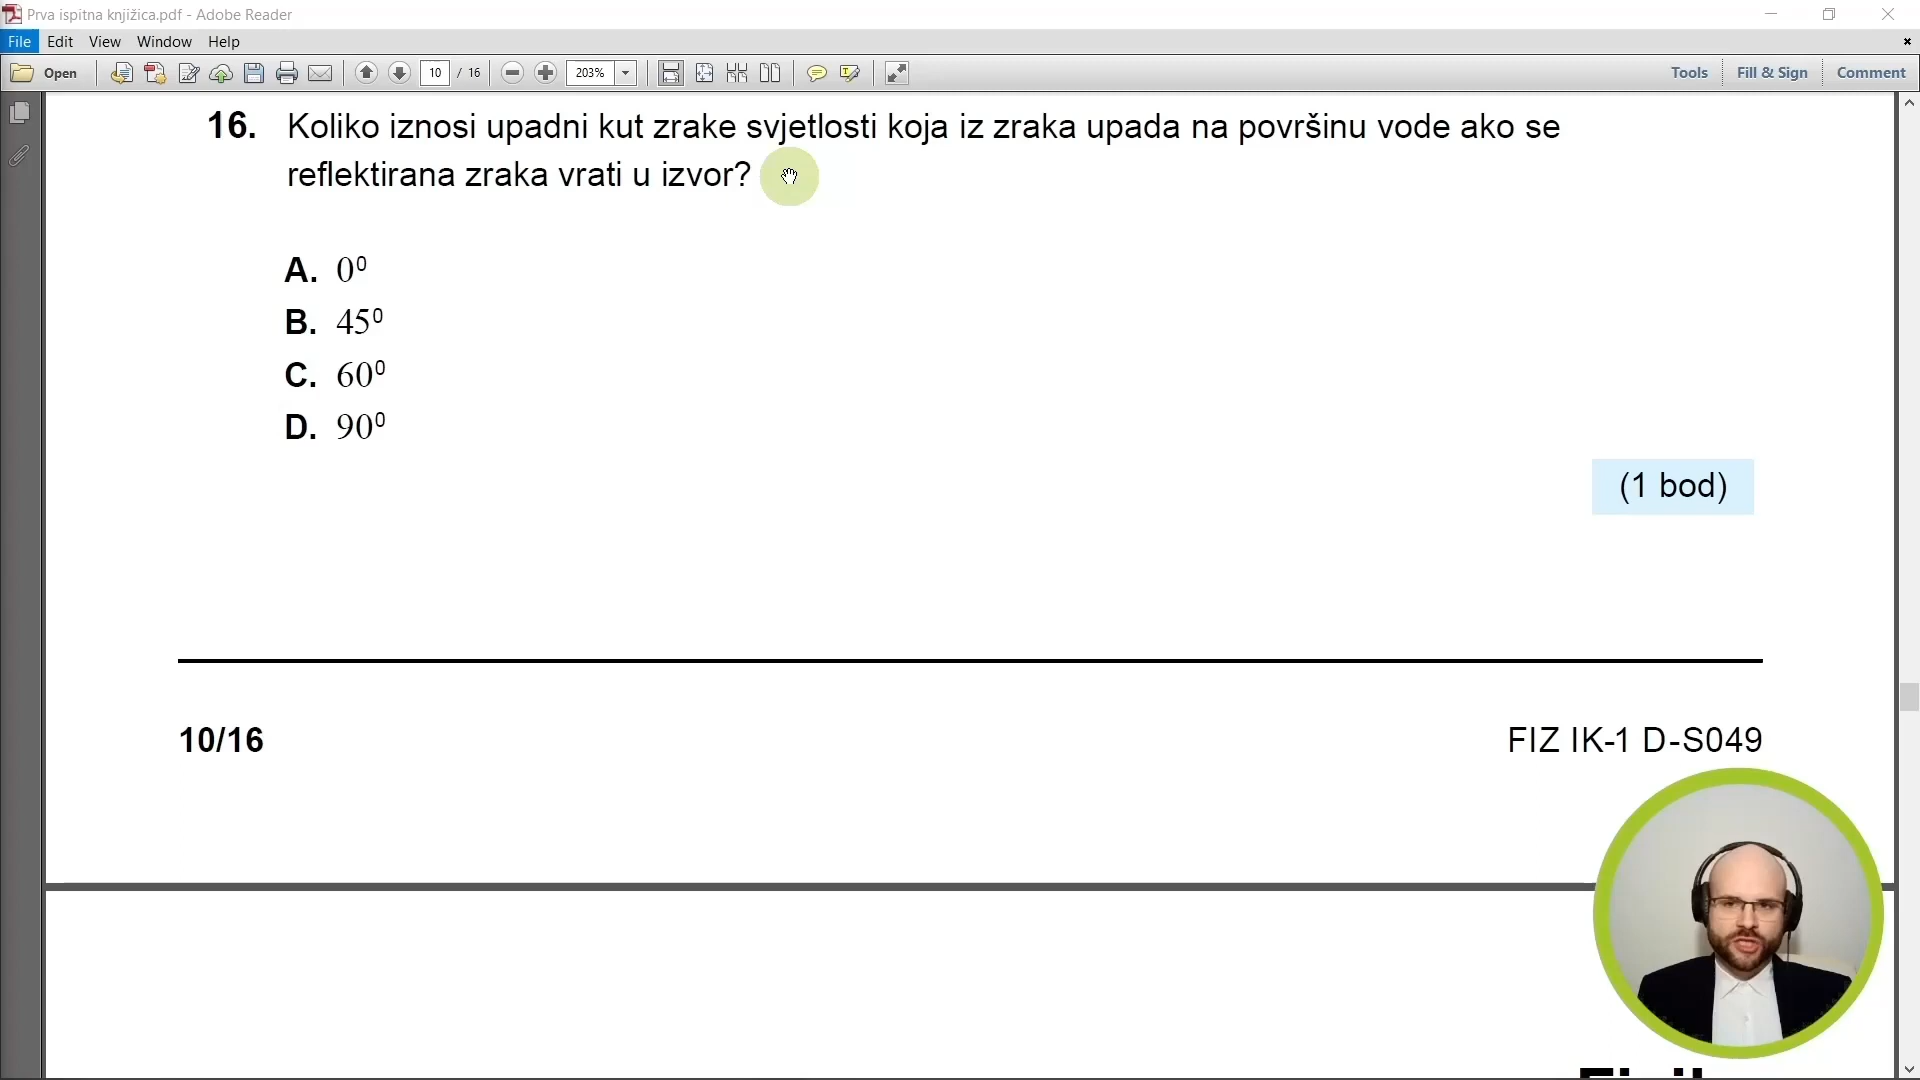 Prva ispitna knjižica.pdf - Adobe Reader
File Edit View Window Help
Open 10 / 16 203% Tools Fill & Sign Comment
16. Koliko iznosi upadni kut zrake svjetlosti koja iz zraka upada na površinu vode ako se
reflektirana zraka vrati u izvor?
A. 0⁰
B. 45⁰
C. 60⁰
D. 90⁰
(1 bod)
10/16 FIZ IK-1 D-S049